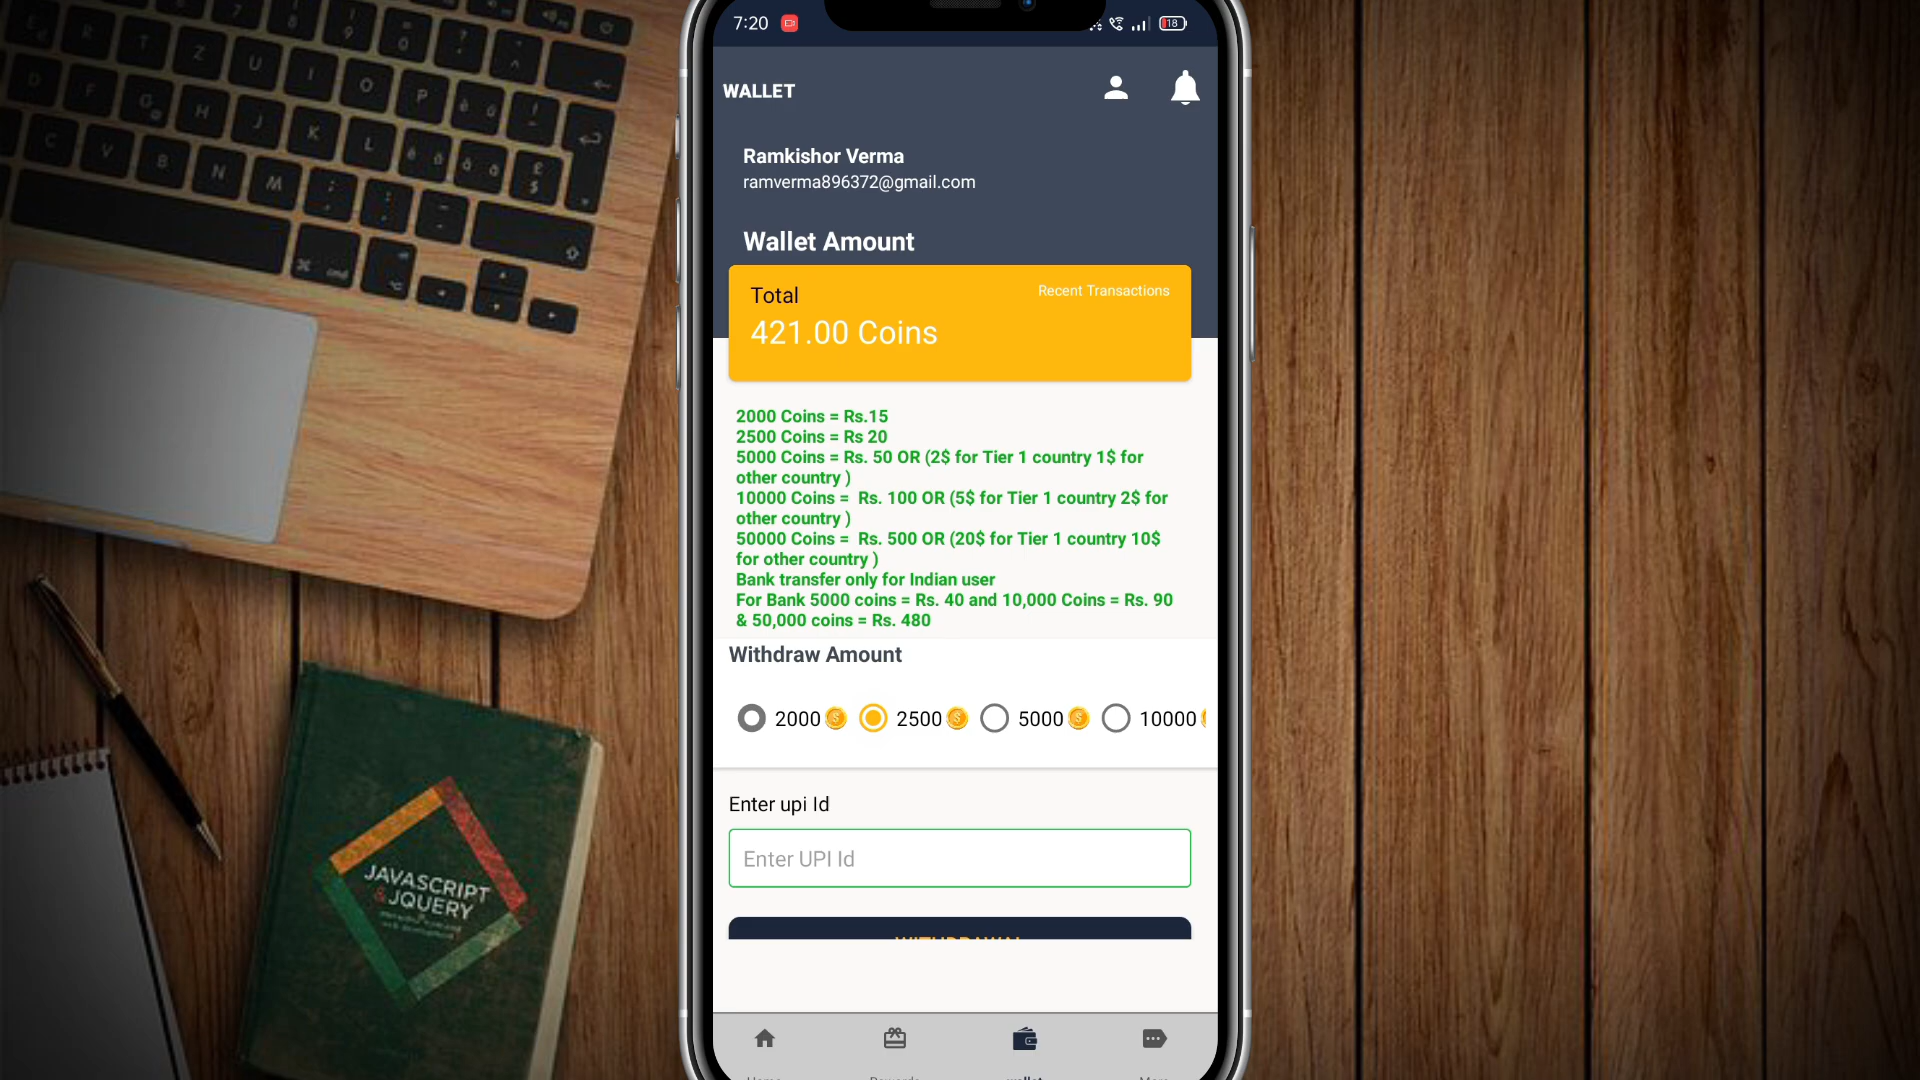 7:20
18
WALLET
Ramkishor Verma
ramverma896372@gmail.com
Wallet Amount
Total
Recent Transactions
421.00 Coins
2000 Coins = Rs.15
2500 Coins = Rs 20
5000 Coins = Rs. 50 OR (2$ for Tier 1 country 1$ for
other country )
10000 Coins =  Rs. 100 OR (5$ for Tier 1 country 2$ for
other country )
50000 Coins =  Rs. 500 OR (20$ for Tier 1 country 10$
for other country )
Bank transfer only for Indian user
For Bank 5000 coins = Rs. 40 and 10,000 Coins = Rs. 90
& 50,000 coins = Rs. 480
Withdraw Amount
2000 2500 5000 10000
Enter upi Id
Enter UPI Id
JAVASCRIPT
& JQUERY